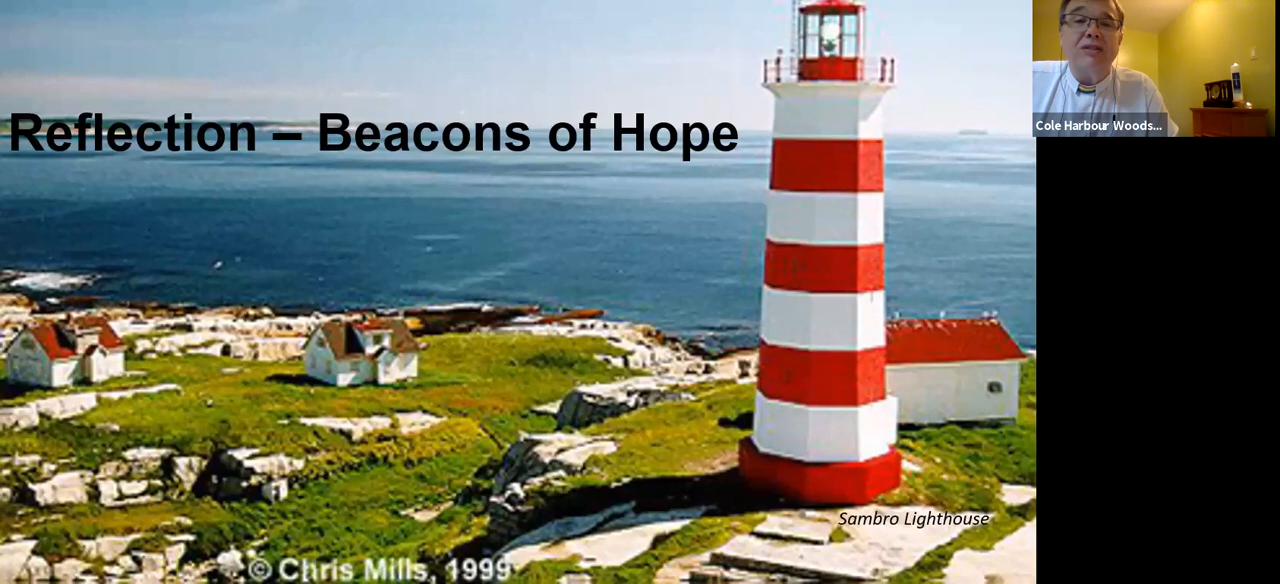 Reflection – Beacons of Hope
Cole Harbour Woods...
Sambro Lighthouse
© Chris Mills, 1999